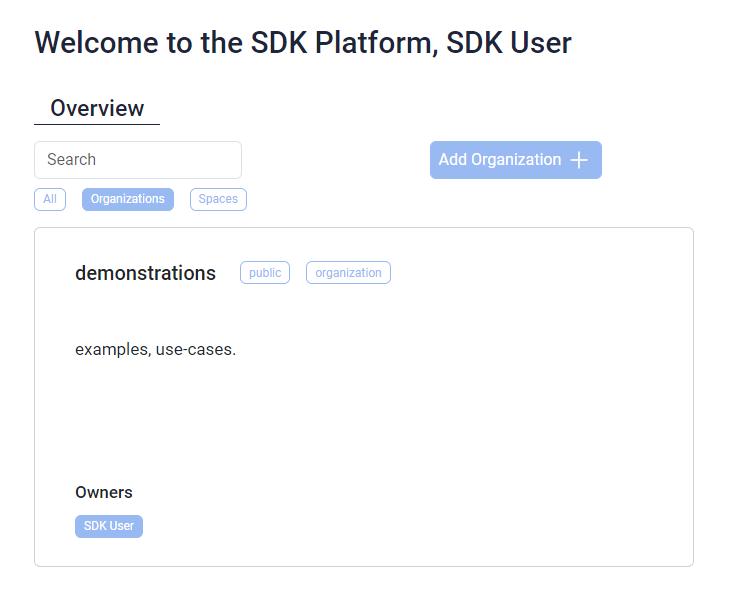 Welcome to the SDK Platform, SDK User
Overview
Search
Add Organization
All Organizations Spaces
demonstrations public organization
examples, use-cases.
Owners
SDK User